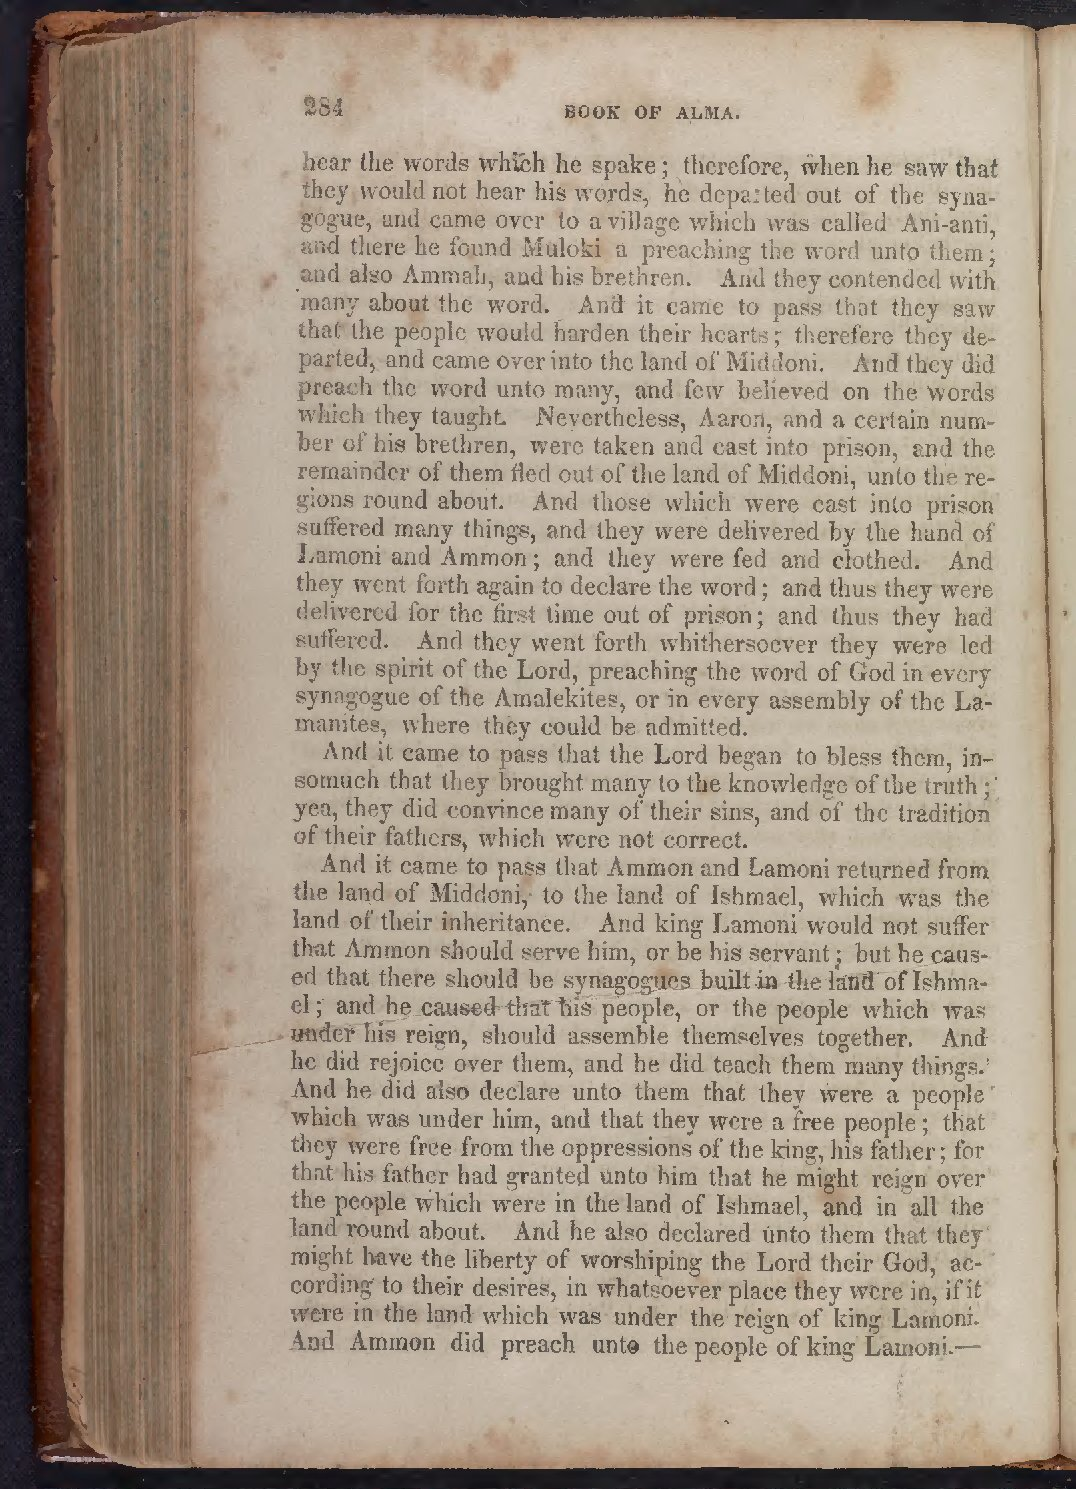 284 BOOK OF ALMA.
hear the words which he spake; therefore, when he saw that
they would not hear his words, he departed out of the syna-
gogue, and came over to a village which was called Ani-anti,
and there he found Muloki a preaching the word unto them;
and also Ammah, and his brethren. And they contended with
many about the word. And it came to pass that they saw
that the people would harden their hearts; therefere they de-
parted, and came over into the land of Middoni. And they did
preach the word unto many, and few believed on the words
which they taught. Nevertheless, Aaron, and a certain num-
ber of his brethren, were taken and cast into prison, and the
remainder of them fled out of the land of Middoni, unto the re-
gions round about. And those which were cast into prison
suffered many things, and they were delivered by the hand of
Lamoni and Ammon; and they were fed and clothed. And
they went forth again to declare the word; and thus they were
delivered for the first time out of prison; and thus they had
suffered. And they went forth whithersoever they were led
by the spirit of the Lord, preaching the word of God in every
synagogue of the Amalekites, or in every assembly of the La-
manites, where they could be admitted.
And it came to pass that the Lord began to bless them, in-
somuch that they brought many to the knowledge of the truth;
yea, they did convince many of their sins, and of the tradition
of their fathers, which were not correct.
And it came to pass that Ammon and Lamoni returned from
the land of Middoni, to the land of Ishmael, which was the
land of their inheritance. And king Lamoni would not suffer
that Ammon should serve him, or be his servant; but he caus-
ed that there should be synagogues built in the land of Ishma-
el; and he caused that his people, or the people which was
under his reign, should assemble themselves together. And
he did rejoice over them, and he did teach them many things.
And he did also declare unto them that they were a people
which was under him, and that they were a free people; that
they were free from the oppressions of the king, his father; for
that his father had granted unto him that he might reign over
the people which were in the land of Ishmael, and in all the
land round about. And he also declared unto them that they
might have the liberty of worshiping the Lord their God, ac-
cording to their desires, in whatsoever place they were in, if it
were in the land which was under the reign of king Lamoni.
And Ammon did preach unto the people of king Lamoni.—